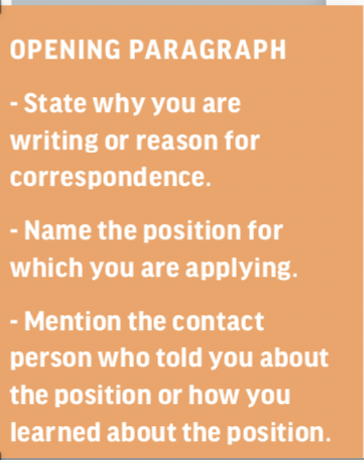 OPENING PARAGRAPH
- State why you are
writing or reason for
correspondence.
- Name the position for
which you are applying.
- Mention the contact
person who told you about
the position or how you
learned about the position.